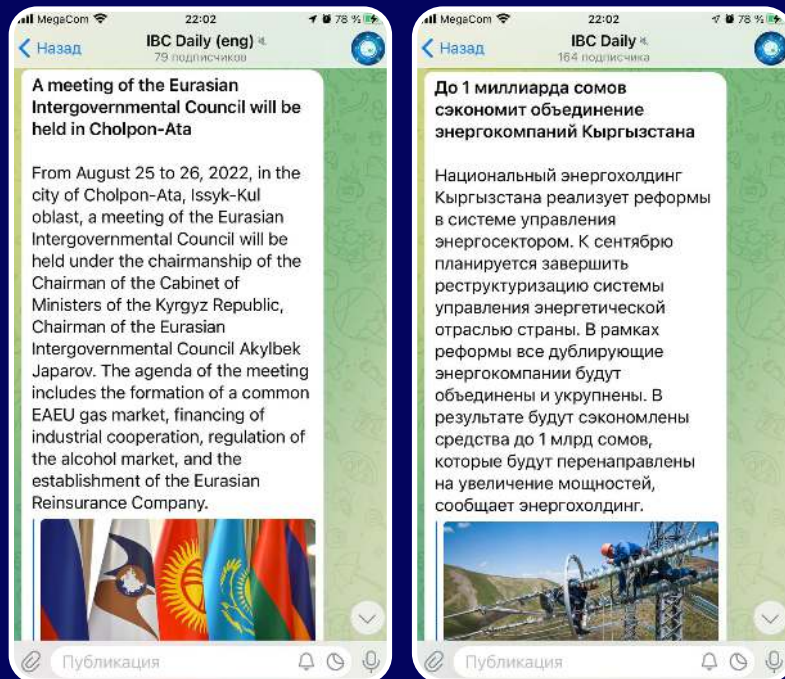 MegaCom
22:02
78 %
Назад
IBC Daily (eng)
79 подписчиков
A meeting of the Eurasian
Intergovernmental Council will be
held in Cholpon-Ata
From August 25 to 26, 2022, in the
city of Cholpon-Ata, Issyk-Kul
oblast, a meeting of the Eurasian
Intergovernmental Council will be
held under the chairmanship of the
Chairman of the Cabinet of
Ministers of the Kyrgyz Republic,
Chairman of the Eurasian
Intergovernmental Council Akylbek
Japarov. The agenda of the meeting
includes the formation of a common
EAEU gas market, financing of
industrial cooperation, regulation of
the alcohol market, and the
establishment of the Eurasian
Reinsurance Company.
Публикация
MegaCom
22:02
78 %
Назад
IBC Daily
164 подписчика
До 1 миллиарда сомов
сэкономит объединение
энергокомпаний Кыргызстана
Национальный энергохолдинг
Кыргызстана реализует реформы
в системе управления
энергосектором. К сентябрю
планируется завершить
реструктуризацию системы
управления энергетической
отраслью страны. В рамках
реформы все дублирующие
энергокомпании будут
объединены и укрупнены. В
результате будут сэкономлены
средства до 1 млрд сомов,
которые будут перенаправлены
на увеличение мощностей,
сообщает энергохолдинг.
Публикация